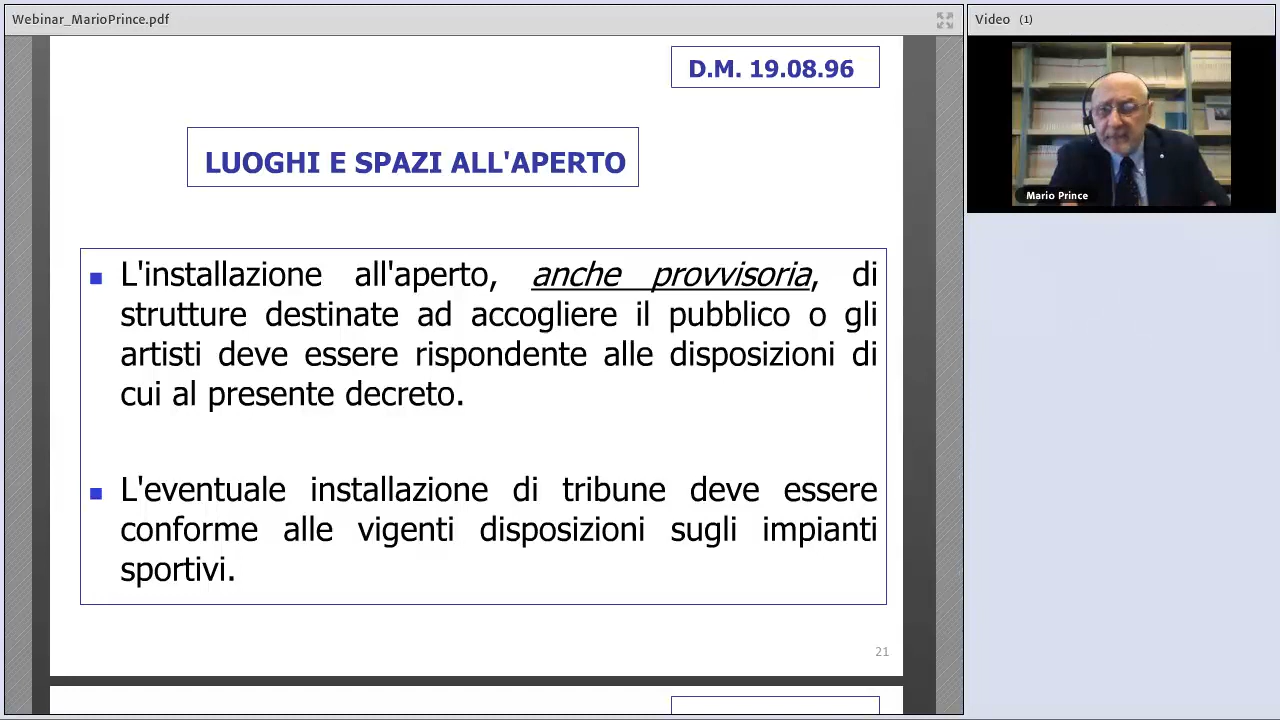 Webinar_MarioPrince.pdf
Video (1)
D.M. 19.08.96
LUOGHI E SPAZI ALL'APERTO
L'installazione all'aperto, anche provvisoria, di
strutture destinate ad accogliere il pubblico o gli
artisti deve essere rispondente alle disposizioni di
cui al presente decreto.
L'eventuale installazione di tribune deve essere
conforme alle vigenti disposizioni sugli impianti
sportivi.
21
Mario Prince